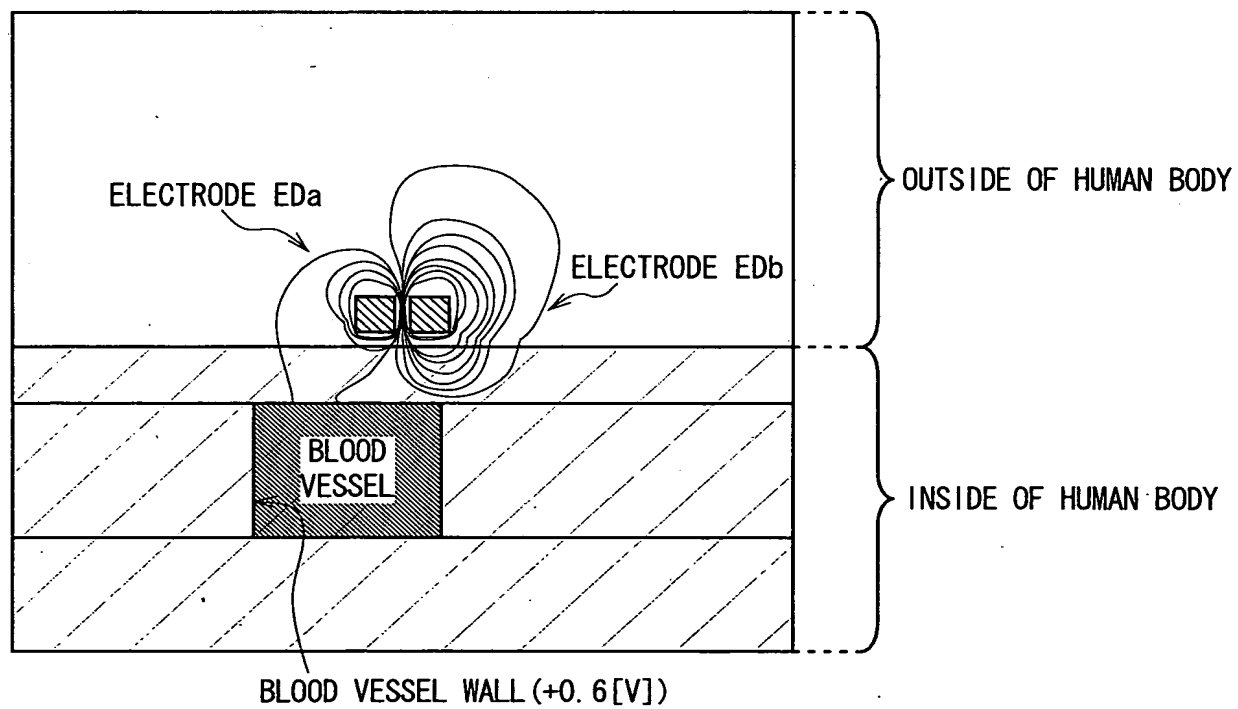 ELECTRODE EDa
OUTSIDE OF HUMAN BODY
ELECTRODE EDb
BLOOD
VESSEL
INSIDE OF HUMAN BODY
BLOOD VESSEL WALL(+0.6[V])